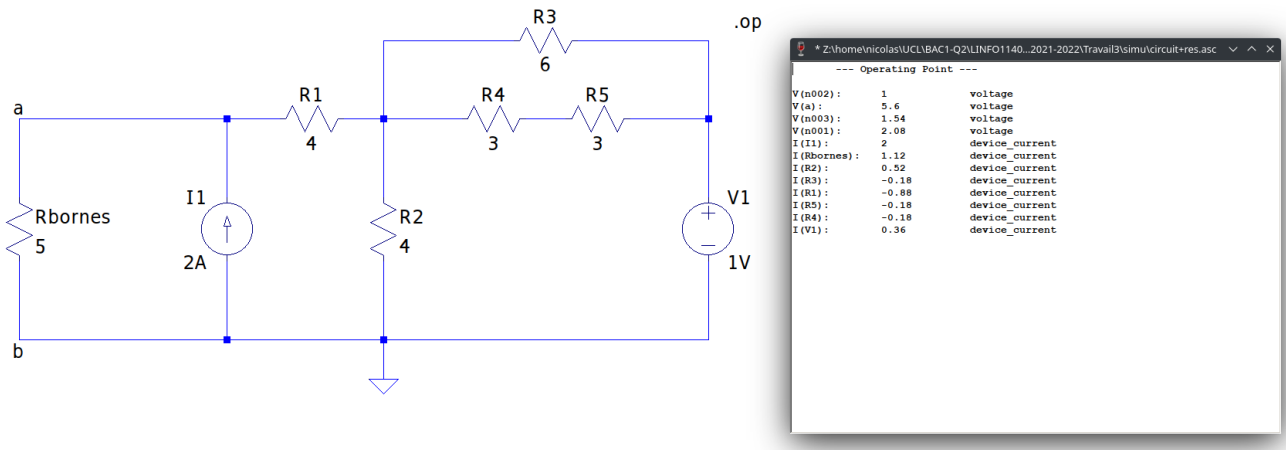 R3
6
.op
a
R1
4
R4
3
R5
3
Rbornes
5
I1
2A
R2
4
V1
1V
b
* Z:\home\nicolas\UCL\BAC1-Q2\LINFO1140...2021-2022\Travail3\simu\circuit+res.asc
--- Operating Point ---
V(n002): 1 voltage
V(a): 5.6 voltage
V(n003): 1.54 voltage
V(n001): 2.08 voltage
I(I1): 2 device_current
I(Rbornes): 1.12 device_current
I(R2): 0.52 device_current
I(R3): -0.18 device_current
I(R1): -0.88 device_current
I(R5): -0.18 device_current
I(R4): -0.18 device_current
I(V1): 0.36 device_current